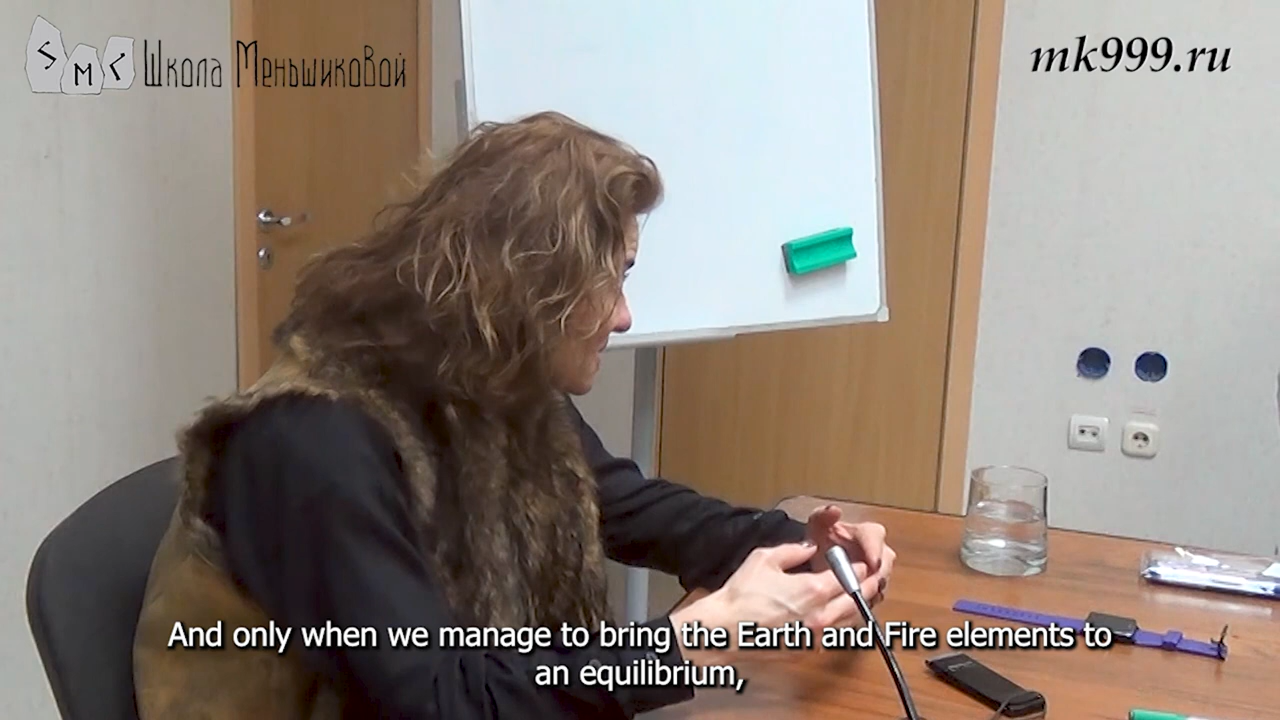 SMC Школа Меньшиковой
mk999.ru
And only when we manage to bring the Earth and Fire elements to
an equilibrium,